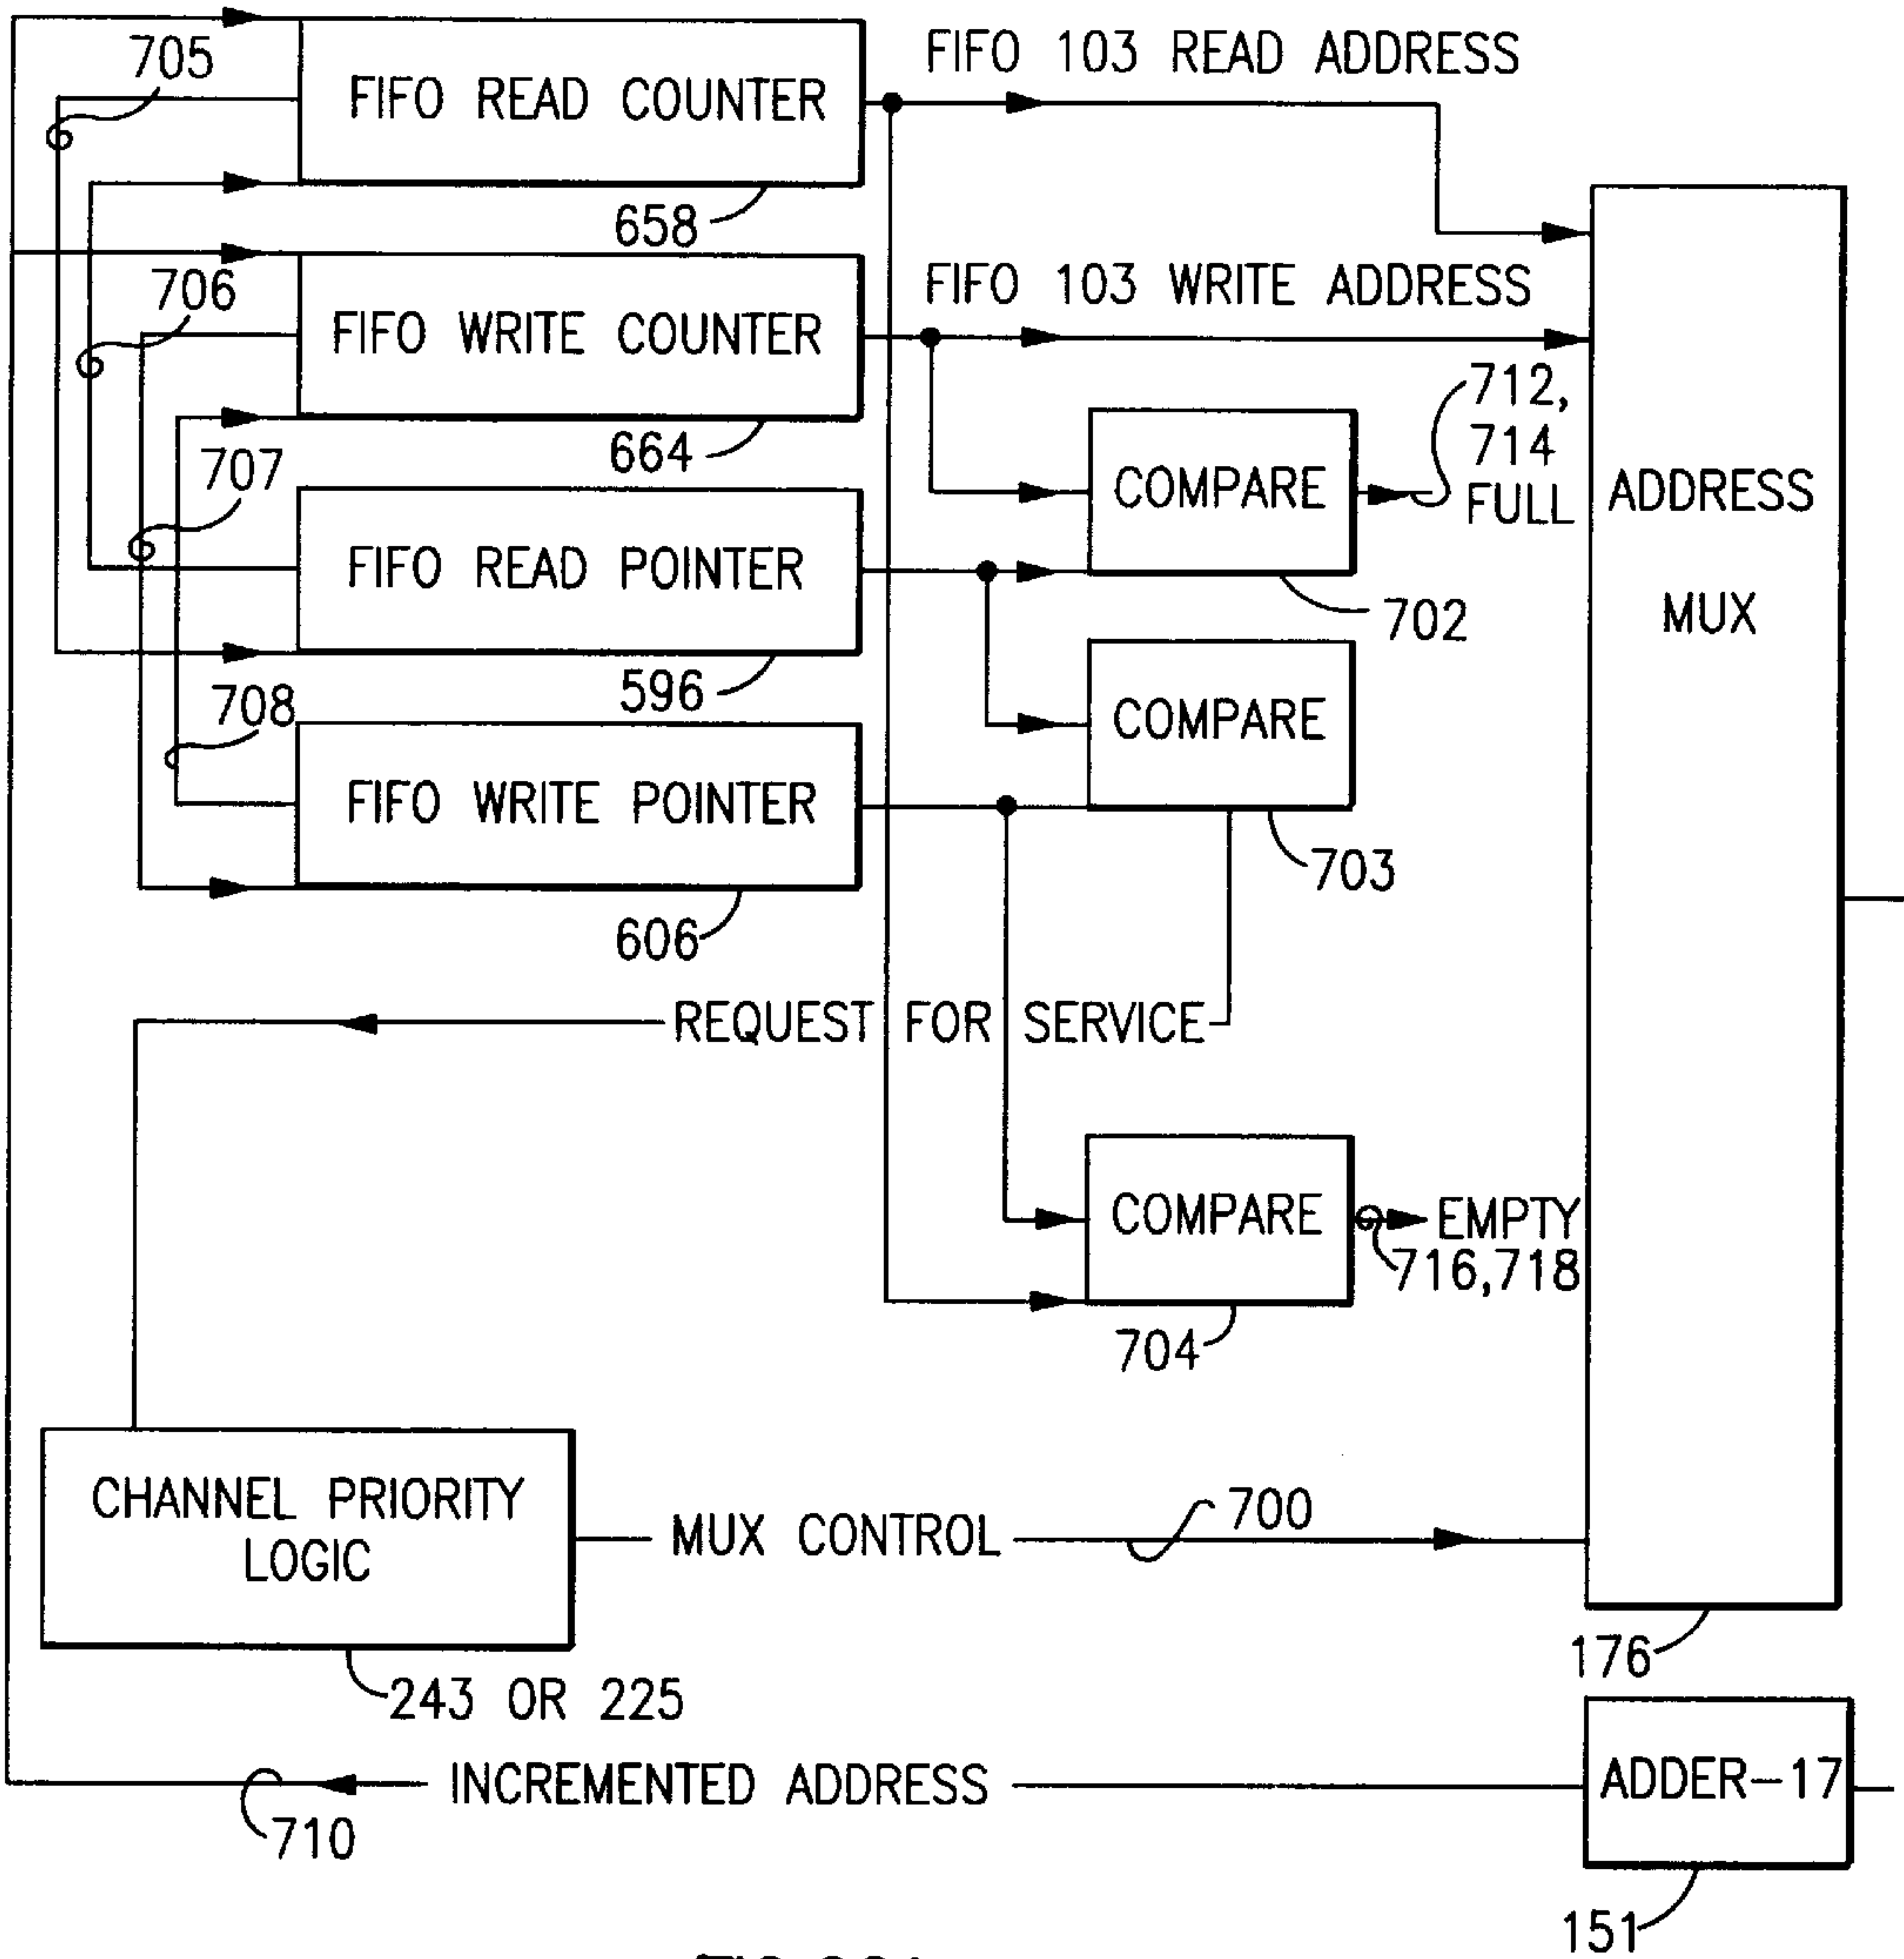 705
FIFO READ COUNTER
FIFO 103 READ ADDRESS
658
706
FIFO WRITE COUNTER
FIFO 103 WRITE ADDRESS
664
712,
714
FULL
707
FIFO READ POINTER
COMPARE
702
ADDRESS
MUX
596
708
FIFO WRITE POINTER
COMPARE
703
606
REQUEST FOR SERVICE
COMPARE
EMPTY
716,718
704
CHANNEL PRIORITY
LOGIC
MUX CONTROL
700
243 OR 225
176
INCREMENTED ADDRESS
710
ADDER-17
151